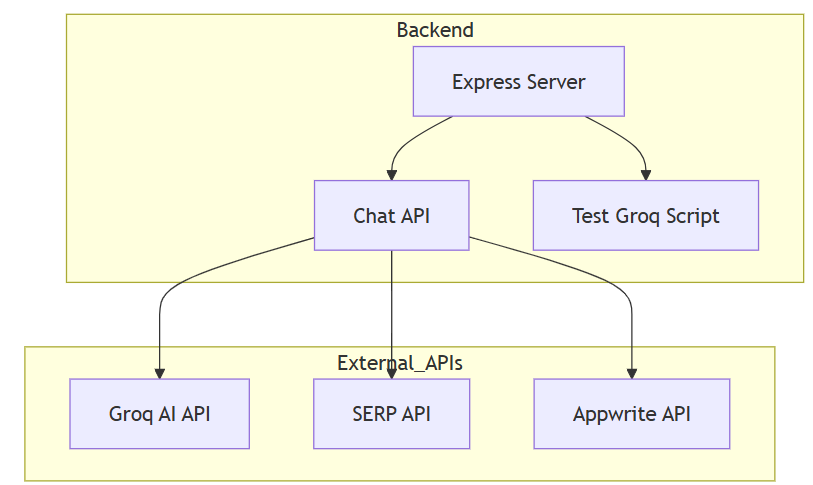 Backend
Express Server
Chat API
Test Groq Script
External_APIs
Groq AI API
SERP API
Appwrite API